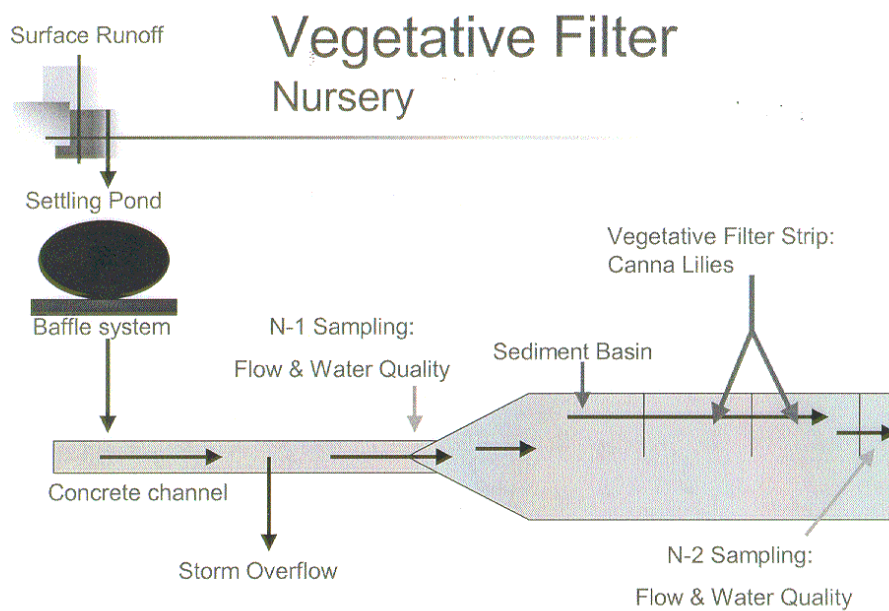 Surface Runoff
Vegetative Filter
Nursery
Settling Pond
Baffle system
N-1 Sampling:
Flow & Water Quality
Vegetative Filter Strip:
Canna Lilies
Sediment Basin
Concrete channel
Storm Overflow
N-2 Sampling:
Flow & Water Quality